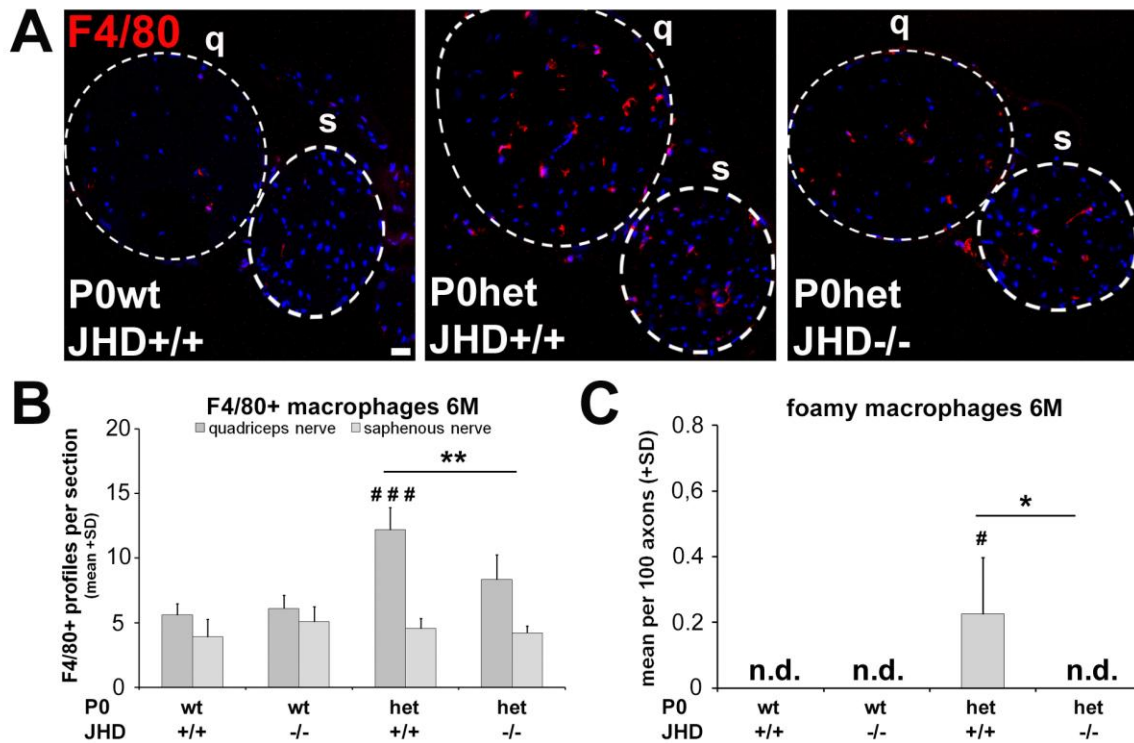 A
F4/80
q
s
P0wt
JHD+/+
q
s
P0het
JHD+/+
q
s
P0het
JHD-/-
B
F4/80+ macrophages 6M
quadriceps nerve saphenous nerve
F4/80+ profiles per section
(mean +SD)
20
15
10
5
0
###
**
P0 wt wt het het
JHD +/+ -/- +/+ -/-
C
foamy macrophages 6M
mean per 100 axons (+SD)
0.8
0,6
0.4
0.2
0
n.d. n.d. n.d.
#
*
P0 wt wt het het
JHD +/+ -/- +/+ -/-